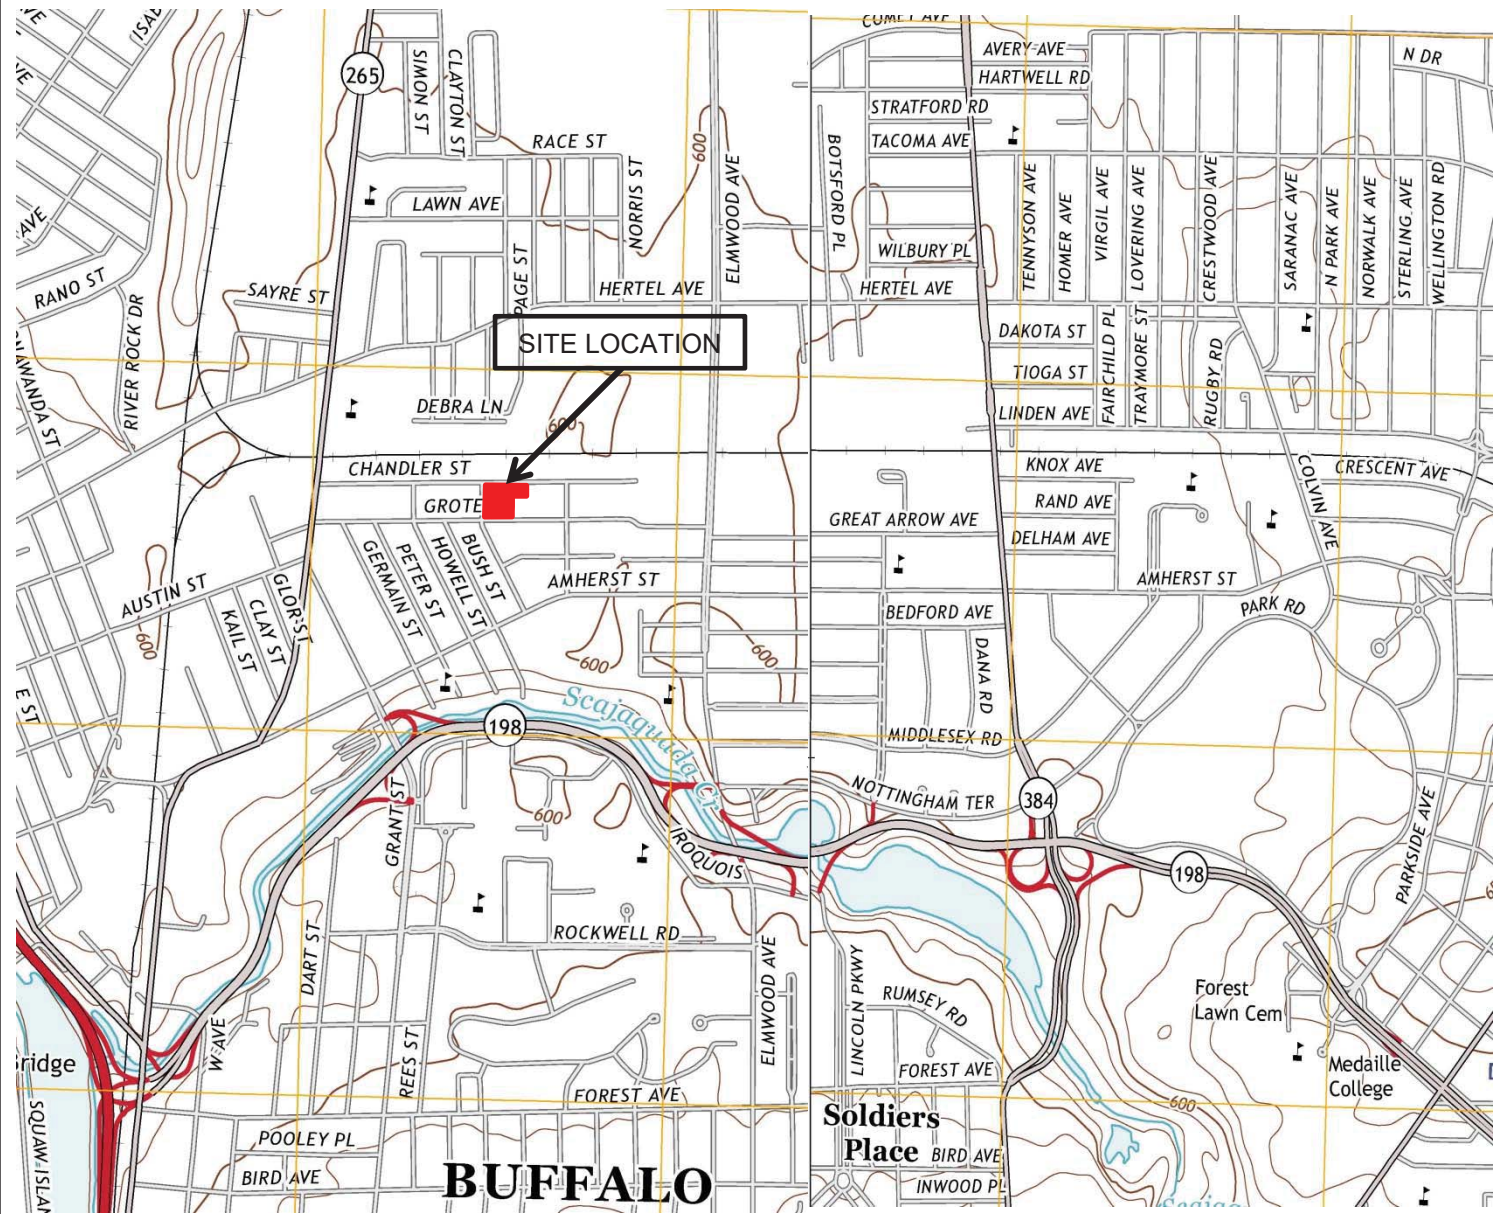 ISAB
AVE
VE
AVE
265
SIMON ST
CLAYTON ST
RACE ST
NORRIS ST
LAWN AVE
600
ELMWOOD AVE
RANO ST
SAYRE ST
PAGE ST
HERTEL AVE
RIVER ROCK DR
NAWANDA ST
SITE LOCATION
DEBRA LN
600
CHANDLER ST
GROTE
GERMAIN ST
PETER ST
HOWELL ST
BUSH ST
AMHERST ST
AUSTIN ST
GLOR ST
CLAY ST
KAIL ST
600
600
600
E ST
Scajaquada Cr
198
GRANT ST
600
IROQUOIS
DART ST
ROCKWELL RD
ELMWOOD AVE
W AVE
REES ST
Bridge
SQUAW ISLAN
FOREST AVE
POOLEY PL
BIRD AVE
BUFFALO
COMET AVE
AVERY AVE
HARTWELL RD
N DR
STRATFORD RD
TACOMA AVE
BOTSFORD PL
TENNYSON AVE
HOMER AVE
VIRGIL AVE
LOVERING AVE
CRESTWOOD AVE
SARANAC AVE
N PARK AVE
NORWALK AVE
STERLING AVE
WELLINGTON RD
WILBURY PL
HERTEL AVE
DAKOTA ST
FAIRCHILD PL
TRAYMORE ST
RUGBY RD
TIOGA ST
LINDEN AVE
KNOX AVE
COLVIN AVE
CRESCENT AVE
RAND AVE
GREAT ARROW AVE
DELHAM AVE
AMHERST ST
BEDFORD AVE
PARK RD
DANA RD
MIDDLESEX RD
NOTTINGHAM TER
384
198
PARKSIDE AVE
LINCOLN PKWY
RUMSEY RD
Forest
Lawn Cem
FOREST AVE
Medaille
College
600
Soldiers
Place
BIRD AVE
INWOOD PL
Scajaq